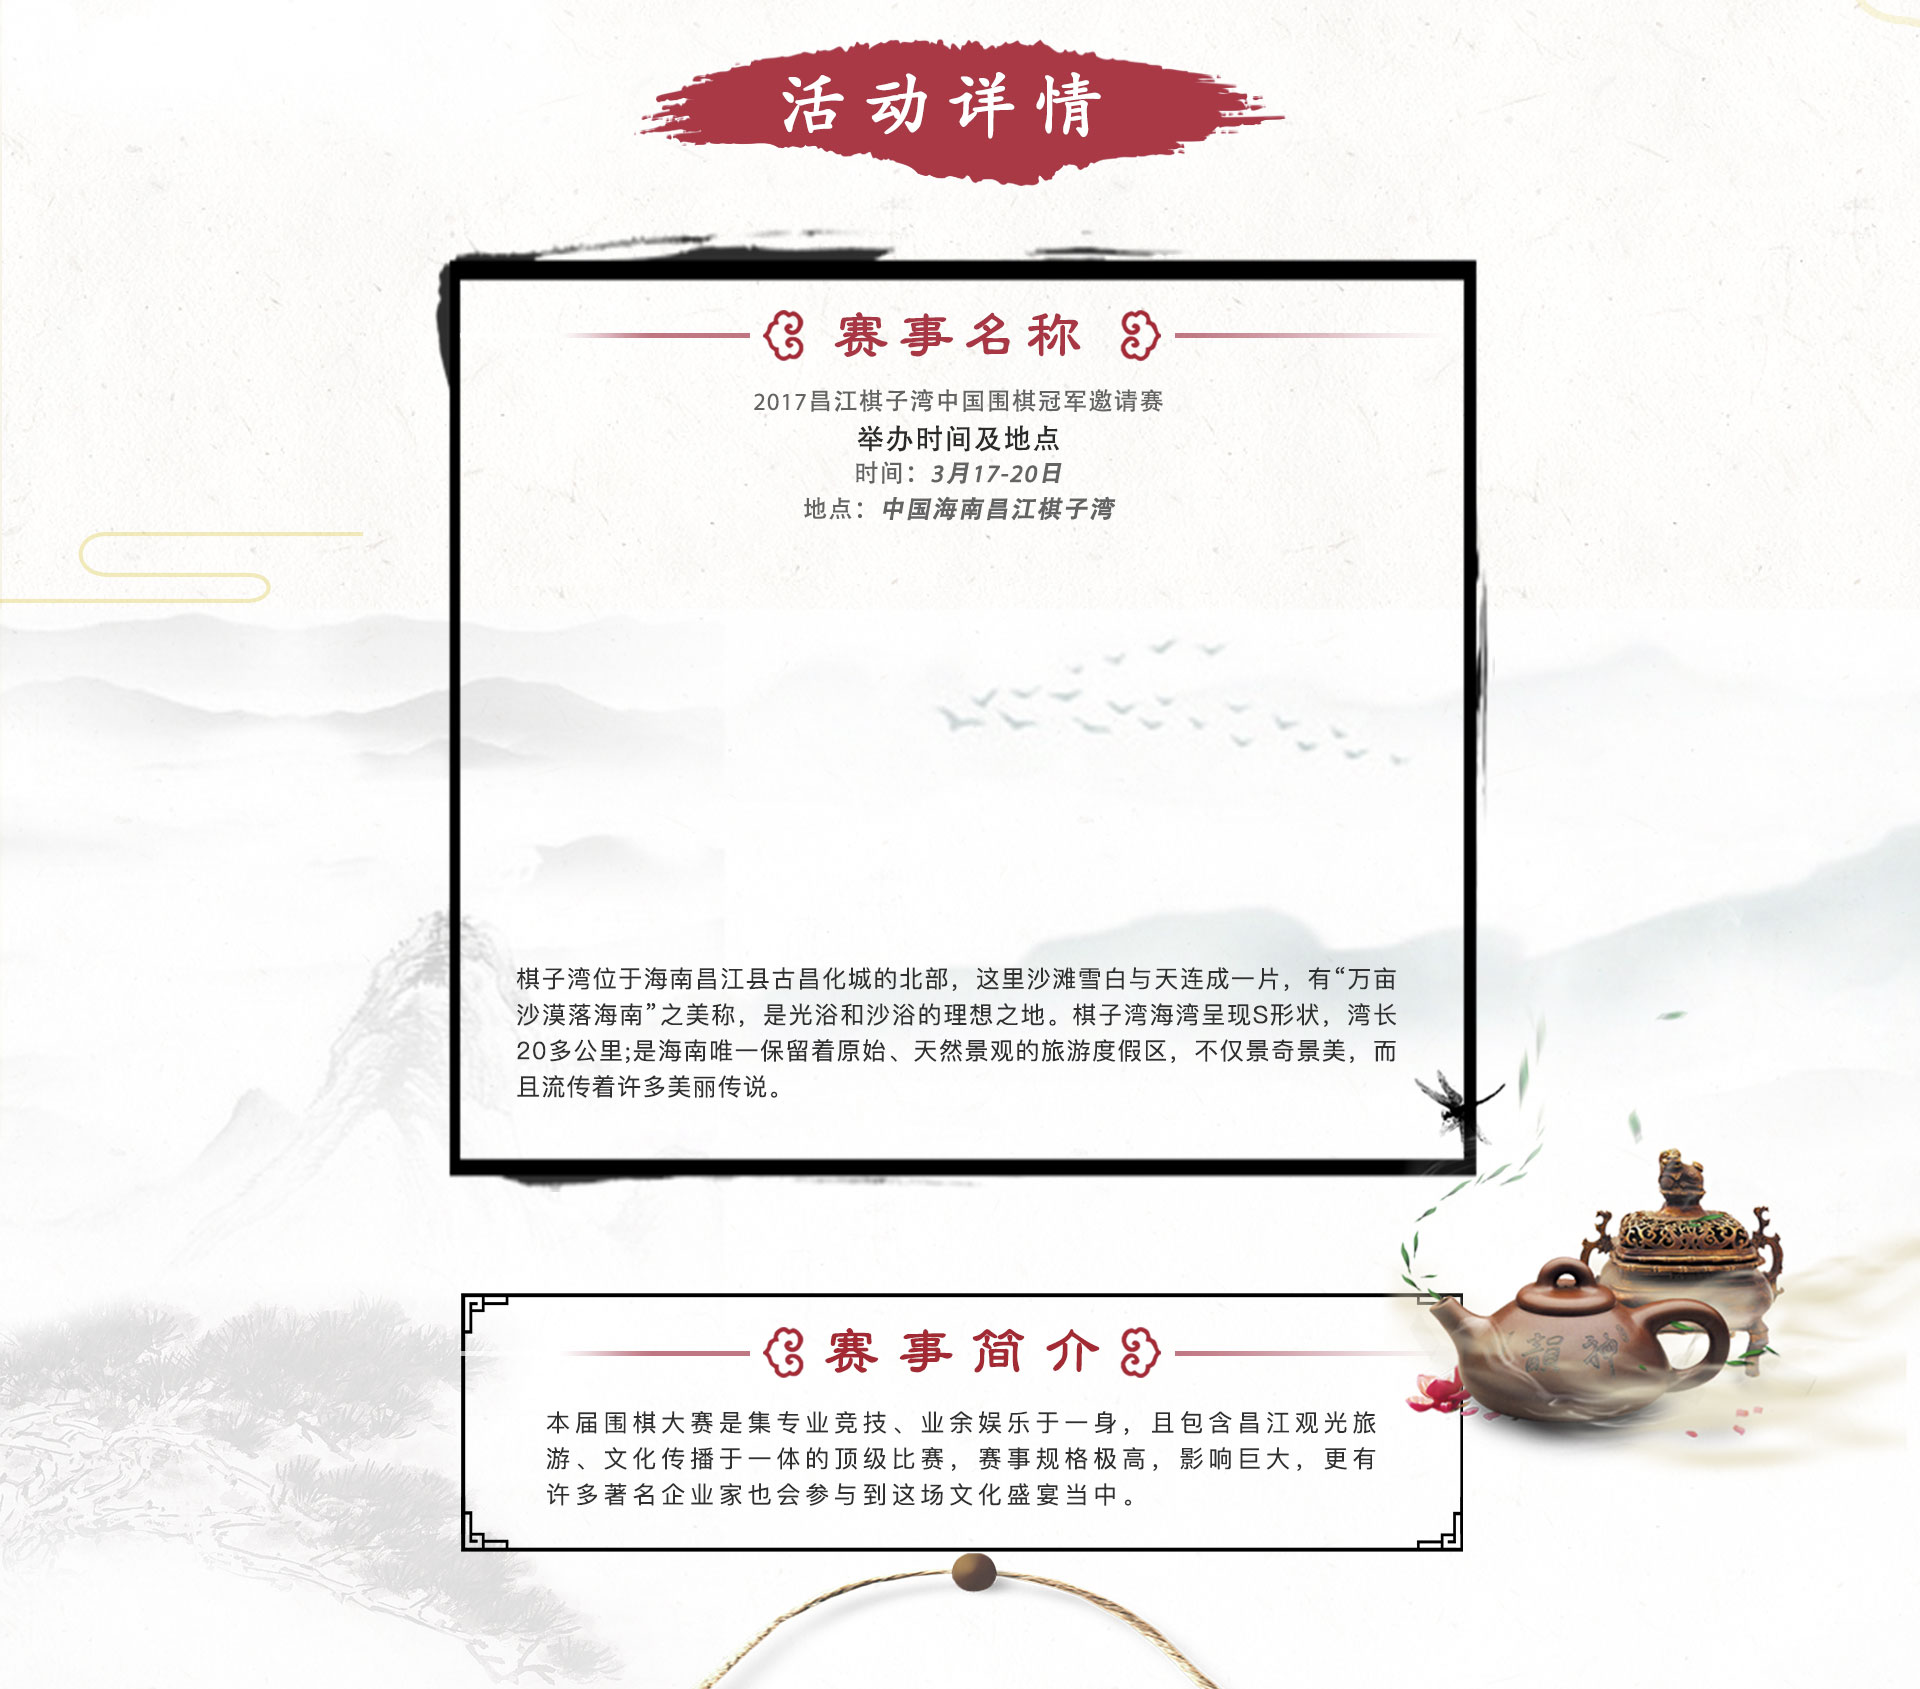 活动详情
赛事名称
2017昌江棋子湾中国围棋冠军邀请赛
举办时间及地点
时间：3月17-20日
地点：中国海南昌江棋子湾
棋子湾位于海南昌江县古昌化城的北部，这里沙滩雪白与天连成一片，有“万亩
沙漠落海南”之美称，是光浴和沙浴的理想之地。棋子湾海湾呈现S形状，湾长
20多公里;是海南唯一保留着原始、天然景观的旅游度假区，不仅景奇景美，而
且流传着许多美丽传说。
赛事简介
本届围棋大赛是集专业竞技、业余娱乐于一身，且包含昌江观光旅
游、文化传播于一体的顶级比赛，赛事规格极高，影响巨大，更有
许多著名企业家也会参与到这场文化盛宴当中。